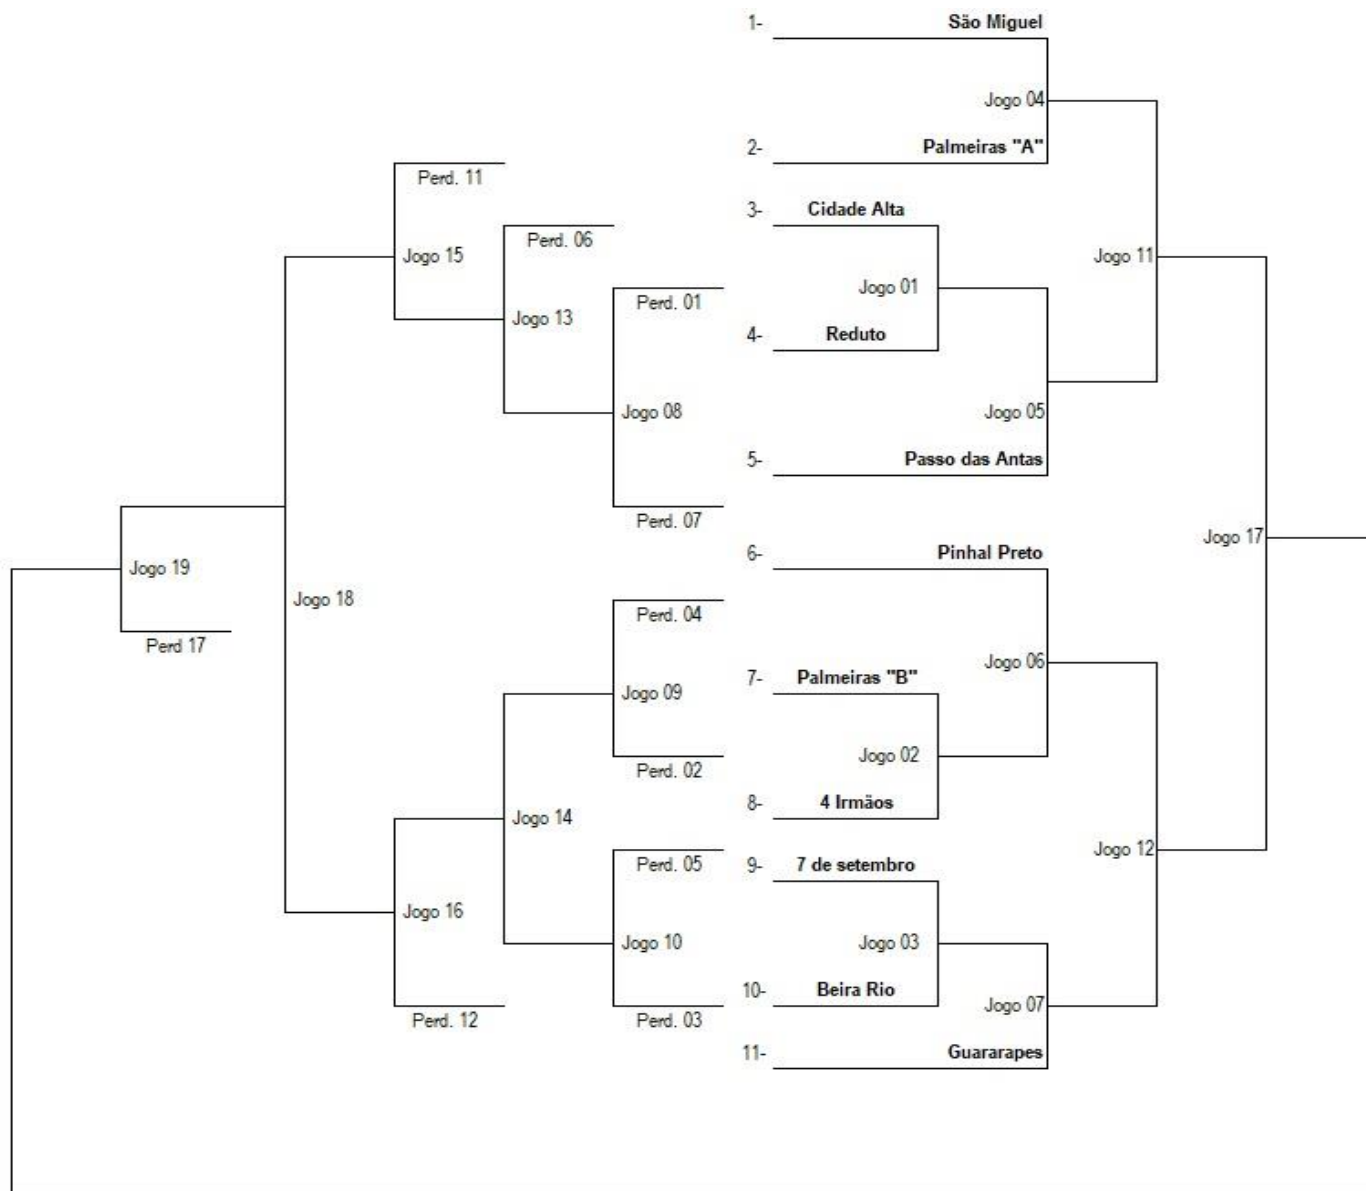 1- São Miguel
Jogo 04
2- Palmeiras "A"
Perd. 11
3- Cidade Alta
Perd. 06
Jogo 15
Jogo 11
Jogo 01
Perd. 01
Jogo 13
4- Reduto
Jogo 08
Jogo 05
5- Passo das Antas
Perd. 07
Jogo 17
6- Pinhal Preto
Jogo 19
Jogo 18
Perd. 04
Perd 17
Jogo 06
7- Palmeiras "B"
Jogo 09
Jogo 02
Perd. 02
8- 4 Irmãos
Jogo 14
Jogo 12
9- 7 de setembro
Perd. 05
Jogo 16
Jogo 10
Jogo 03
10- Beira Rio
Jogo 07
Perd. 12
Perd. 03
11- Guararapes